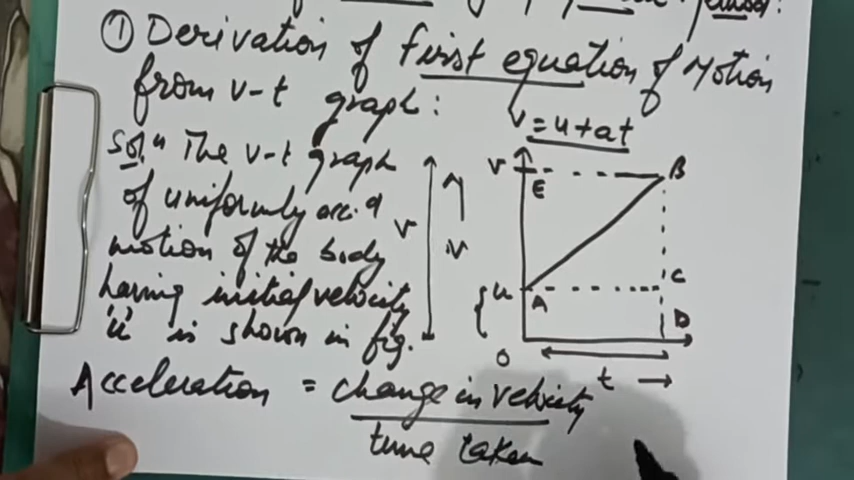 ① Derivation of first equation of Motion
from v-t graph:
v = u + at
Sol." The v-t graph
of uniformly acc.d
motion of the body
having initial velocity
'u' is shown in fig.
v
v
v
E
B
u
A
C
D
O
t
Acceleration = change in velocity
time taken